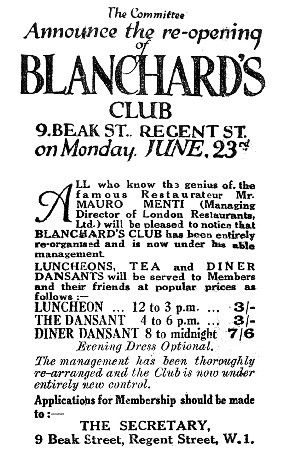 The Committee
Announce the re-opening
of
BLANCHARD'S
CLUB
9. BEAK ST.. REGENT ST.
on Monday. JUNE. 23rd
ALL who know the genius of the
famous Restaurateur Mr.
MAURO MENTI (Managing
Director of London Restaurants,
Ltd.) will be pleased to notice that
BLANCHARD'S CLUB has been entirely
re-organised and is now under his able
management.
LUNCHEONS, TEA and DINER
DANSANTS will be served to Members
and their friends at popular prices as
follows :—
LUNCHEON ... 12 to 3 p.m. ... 3/-
THE DANSANT 4 to 6 p.m. ... 3/-
DINER DANSANT 8 to midnight 7/6
Evening Dress Optional.
The management has been thoroughly
re-arranged and the Club is now under
entirely new control.
Applications for Membership should be made
to :—
THE SECRETARY,
9 Beak Street, Regent Street, W.1.